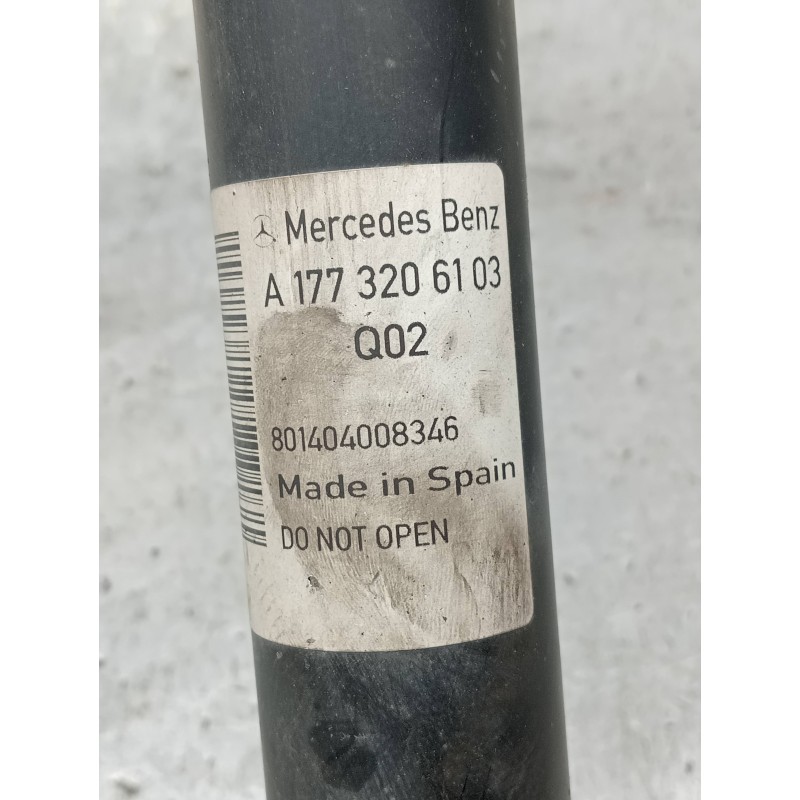 Mercedes Benz
A 177 320 61 03
Q02
801404008346
Made in Spain
DO NOT OPEN